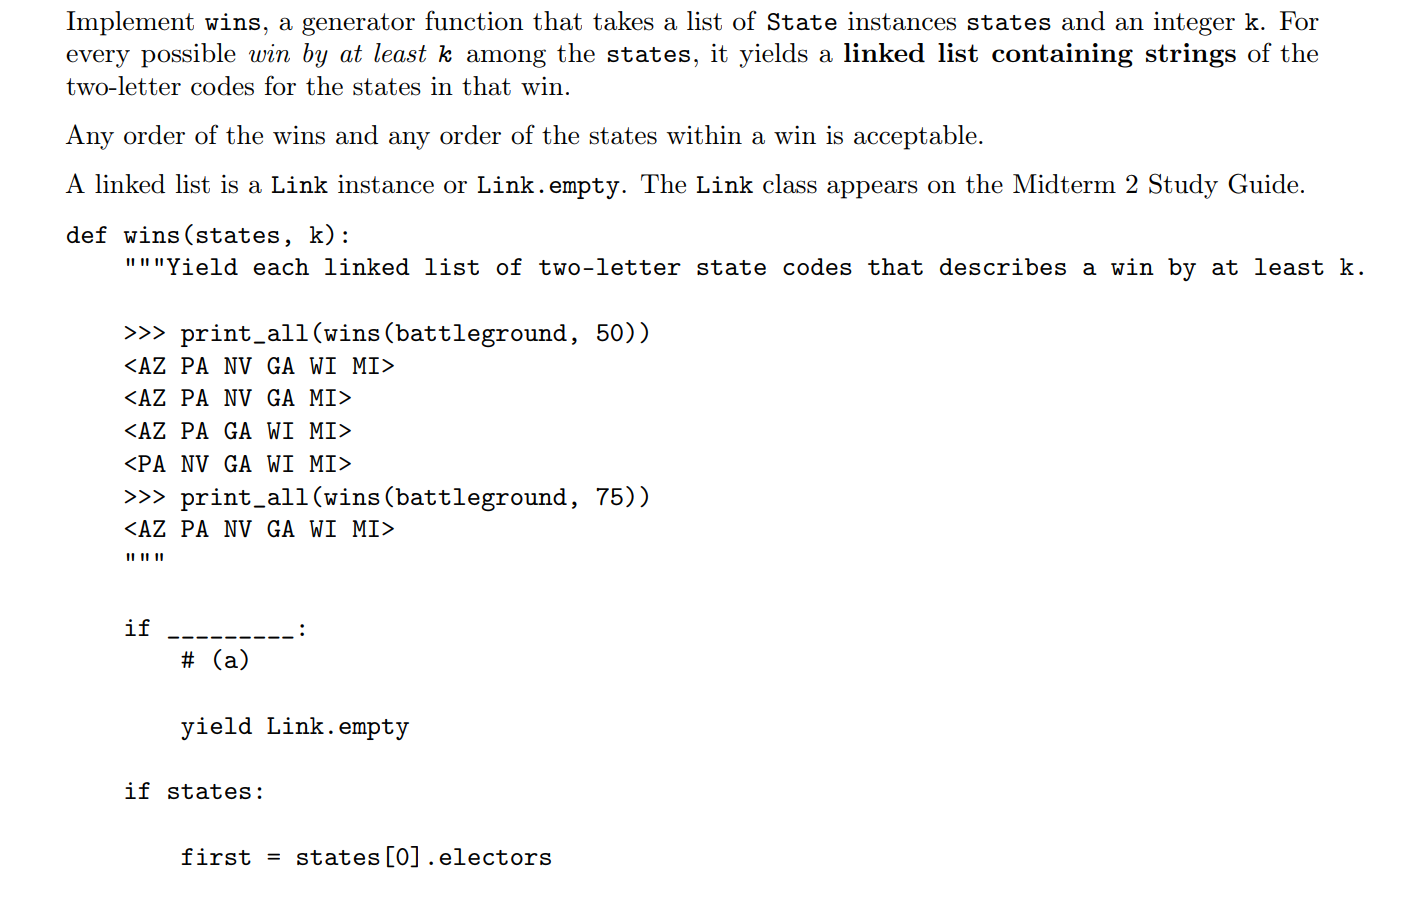 Implement wins, a generator function that takes a list of State instances states and an integer k. For
every possible win by at least k among the states, it yields a linked list containing strings of the
two-letter codes for the states in that win.
Any order of the wins and any order of the states within a win is acceptable.
A linked list is a Link instance or Link.empty. The Link class appears on the Midterm 2 Study Guide.
def wins(states, k):
    """Yield each linked list of two-letter state codes that describes a win by at least k.
    >>> print_all(wins(battleground, 50))
    <AZ PA NV GA WI MI>
    <AZ PA NV GA MI>
    <AZ PA GA WI MI>
    <PA NV GA WI MI>
    >>> print_all(wins(battleground, 75))
    <AZ PA NV GA WI MI>
    """
    if _________:
        # (a)
        yield Link.empty
    if states:
        first = states[0].electors